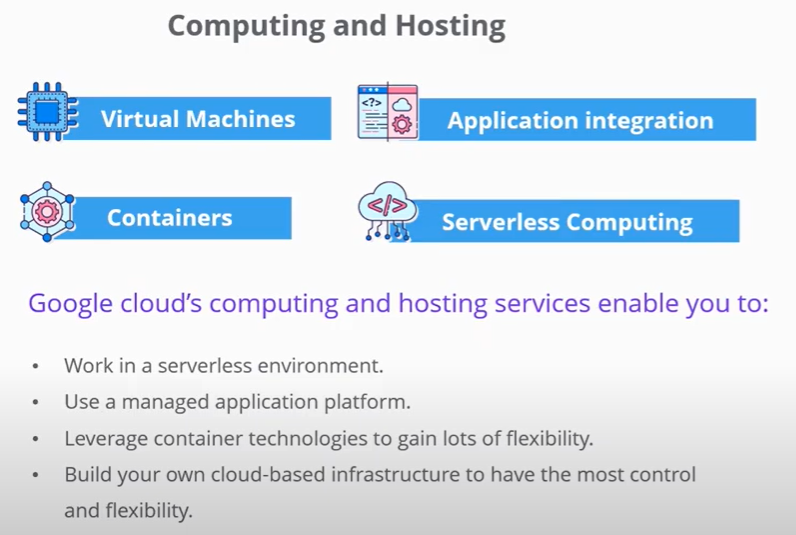 Computing and Hosting
Virtual Machines
<?>
Application integration
Containers
</>
Serverless Computing
Google cloud's computing and hosting services enable you to:
• Work in a serverless environment.
• Use a managed application platform.
• Leverage container technologies to gain lots of flexibility.
• Build your own cloud-based infrastructure to have the most control
and flexibility.